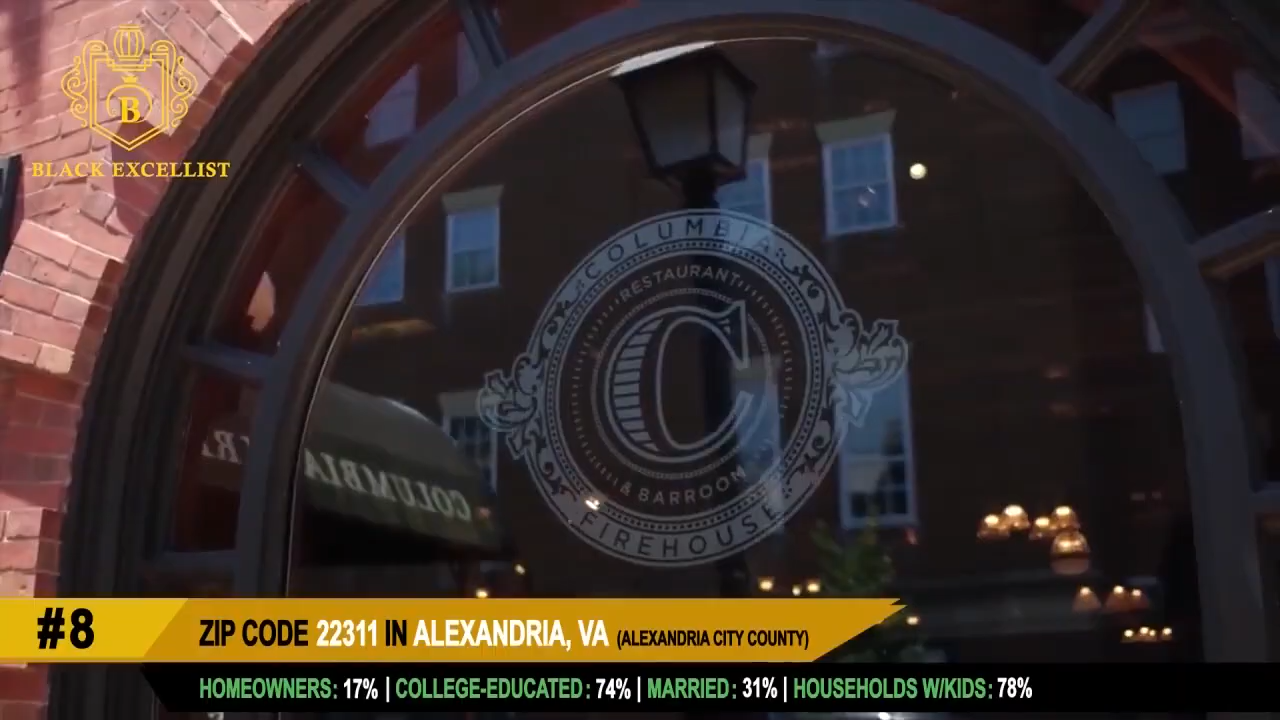 B
BLACK EXCELLIST
COLUMBIA
RESTAURANT
C
& BARROOM
FIREHOUSE
COLUMBIA
#8
ZIP CODE 22311 IN ALEXANDRIA, VA (ALEXANDRIA CITY COUNTY)
HOMEOWNERS: 17% | COLLEGE-EDUCATED: 74% | MARRIED: 31% | HOUSEHOLDS W/KIDS: 78%